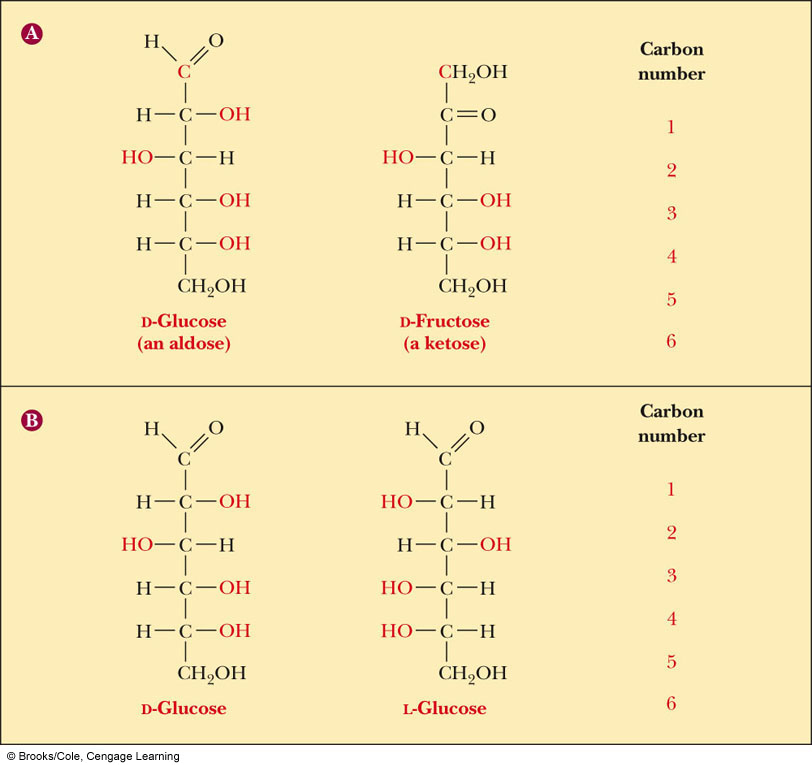 A
H O
C CH₂OH
Carbon
number
H—C—OH C=O
1
HO—C—H HO—C—H
2
H—C—OH H—C—OH
3
H—C—OH H—C—OH
4
CH₂OH CH₂OH
5
D-Glucose D-Fructose
(an aldose) (a ketose)
6
B
H O H O
C C
Carbon
number
H—C—OH HO—C—H
1
HO—C—H H—C—OH
2
H—C—OH HO—C—H
3
H—C—OH HO—C—H
4
CH₂OH CH₂OH
5
D-Glucose L-Glucose
6
© Brooks/Cole, Cengage Learning